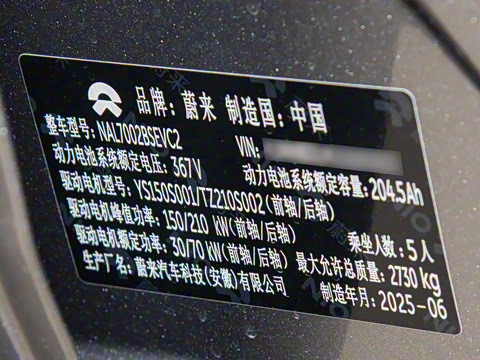 品牌：蔚来 制造国：中国
整车型号：NAL7002BSEVC2 VIN:
动力电池系统额定电压：367V 动力电池系统额定容量：204.5Ah
驱动电机型号：YS150S001/TZ210S002(前轴/后轴)
驱动电机峰值功率：150/210 kW(前轴/后轴)
驱动电机额定功率：30/70 kW(前轴/后轴) 乘坐人数：5人
生产厂名：蔚来汽车科技(安徽)有限公司 最大允许总质量：2730 kg
制造年月：2025-06